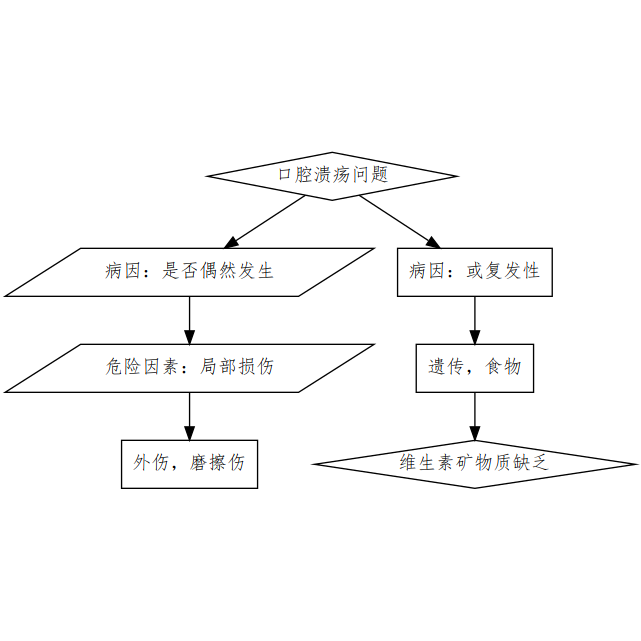 口腔溃疡问题
病因：是否偶然发生
病因：或复发性
危险因素：局部损伤
遗传，食物
外伤，磨擦伤
维生素矿物质缺乏